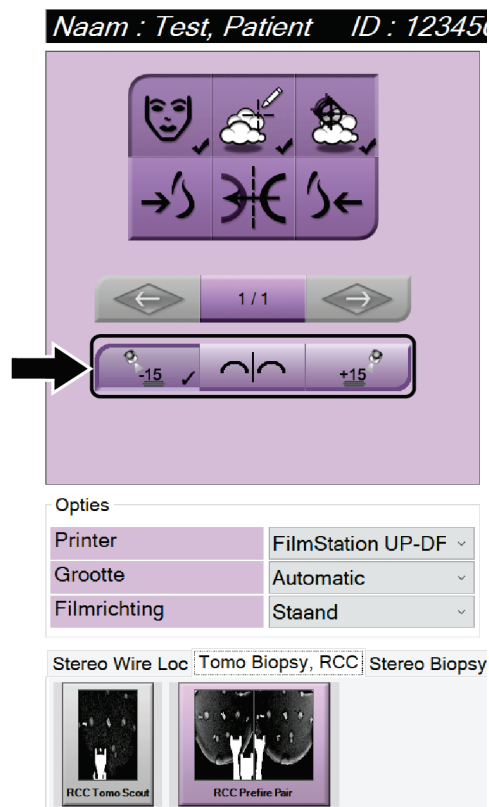 Naam : Test, Patient ID : 123456
1 / 1
-15 +15
Opties
Printer FilmStation UP-DF
Grootte Automatic
Filmrichting Staand
Stereo Wire Loc Tomo Biopsy, RCC Stereo Biopsy
RCC Tomo Scout RCC Prefire Pair